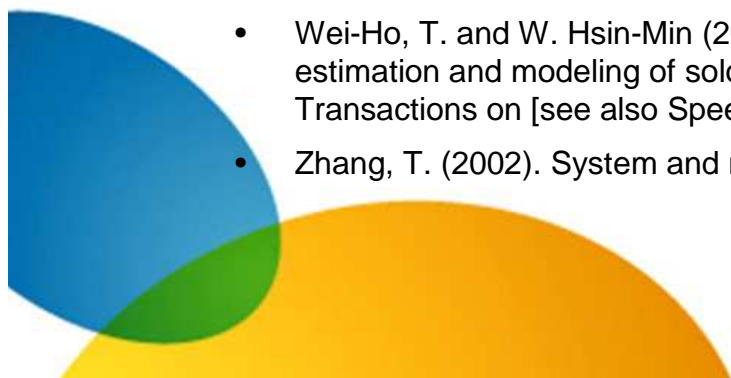 • Wei-Ho, T. and W. Hsin-Min (2
estimation and modeling of solo
Transactions on [see also Spee
• Zhang, T. (2002). System and